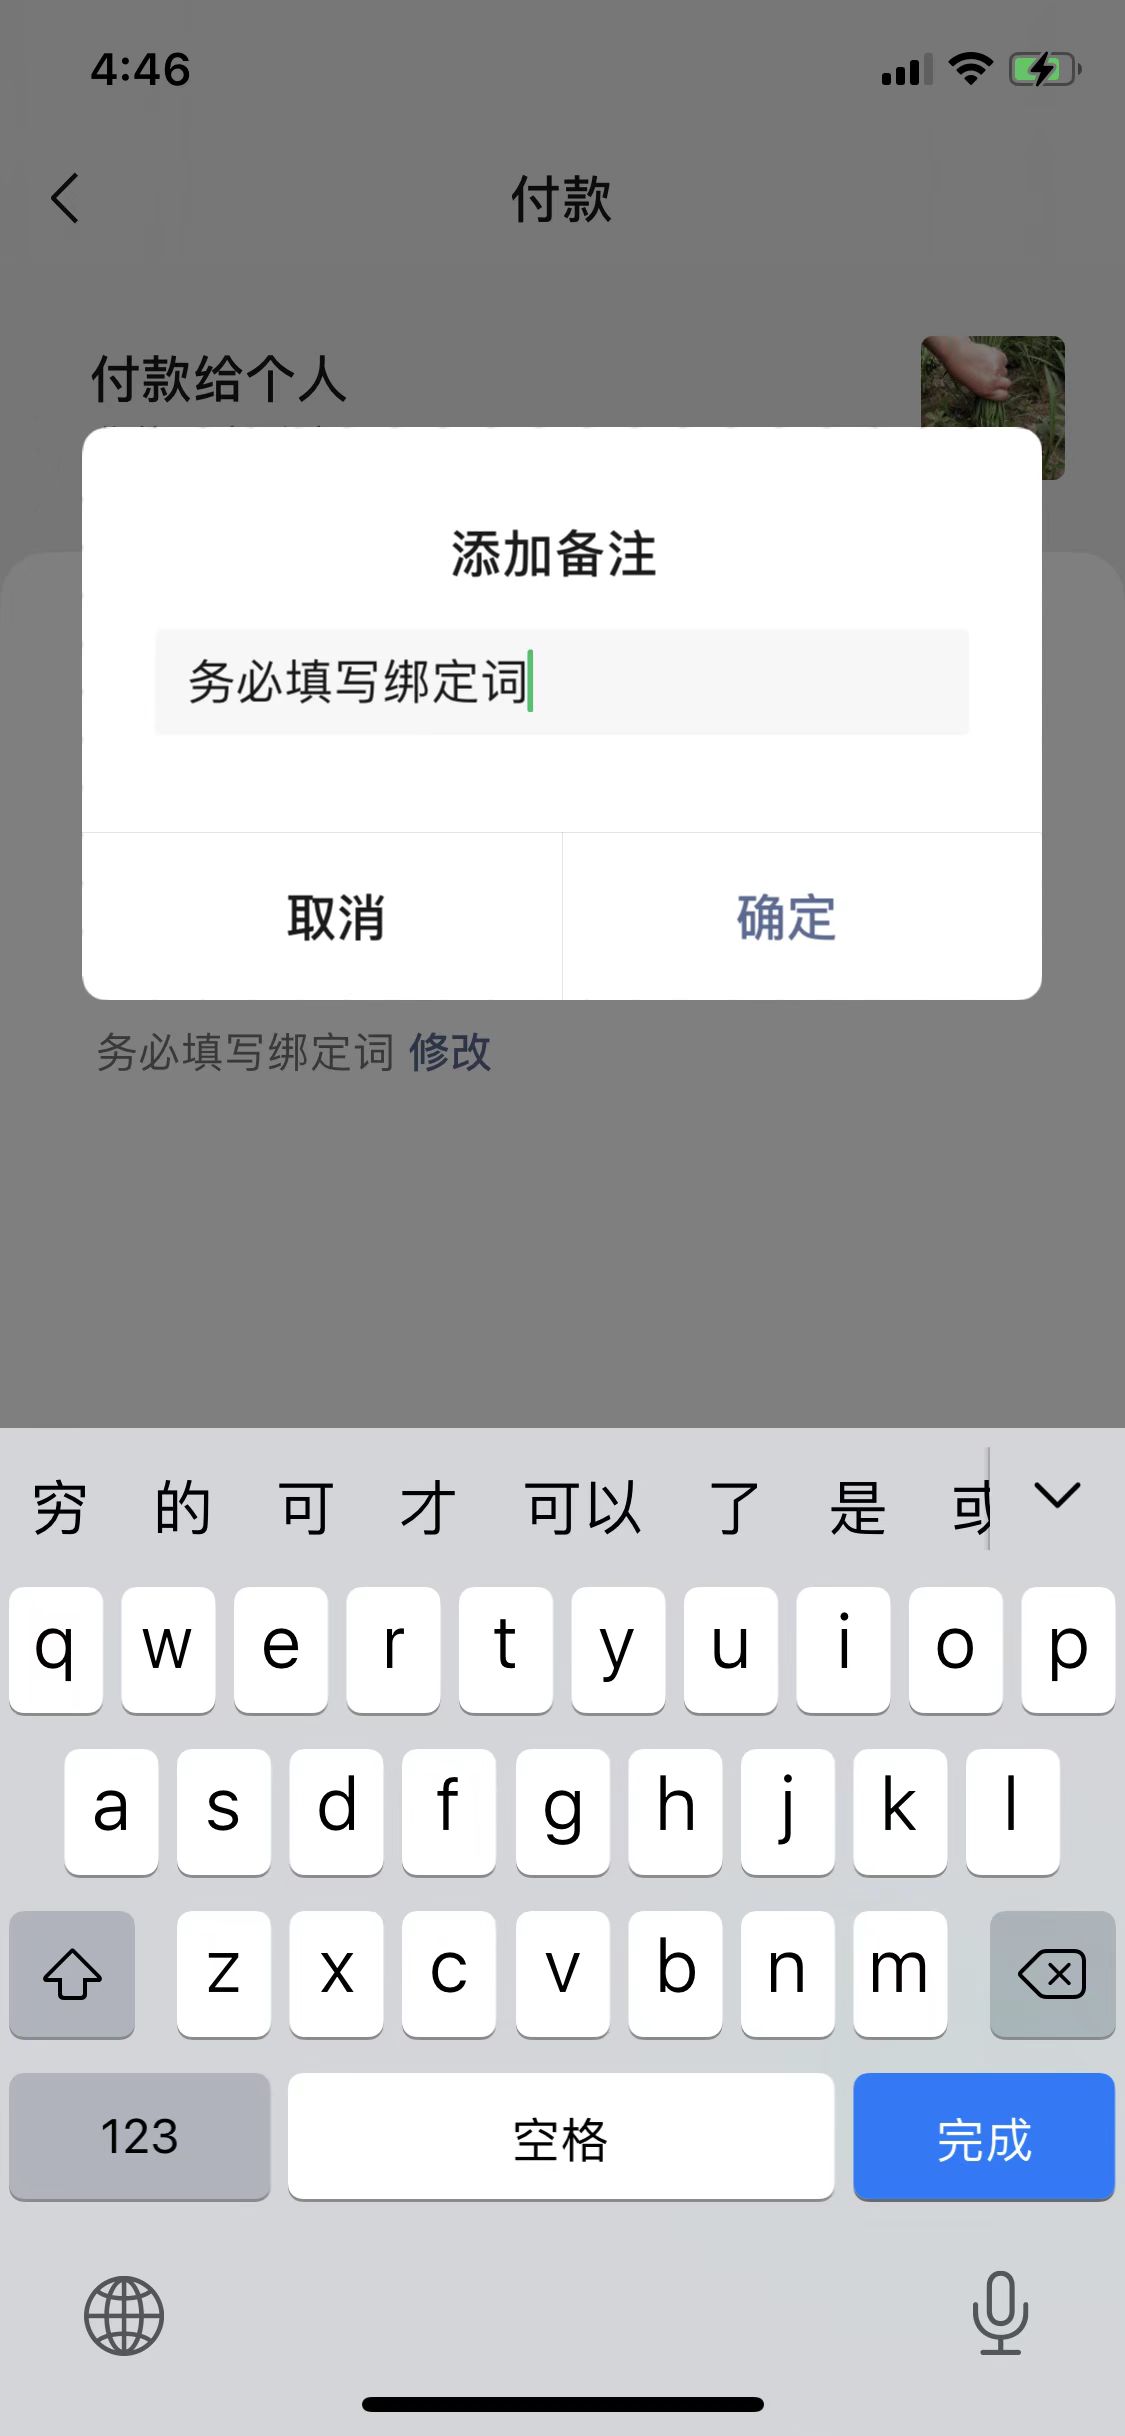 4:46
付款
付款给个人
添加备注
务必填写绑定词
取消
确定
务必填写绑定词 修改
穷 的 可 才 可以 了 是 或
q w e r t y u i o p
a s d f g h j k l
z x c v b n m
123 空格 完成